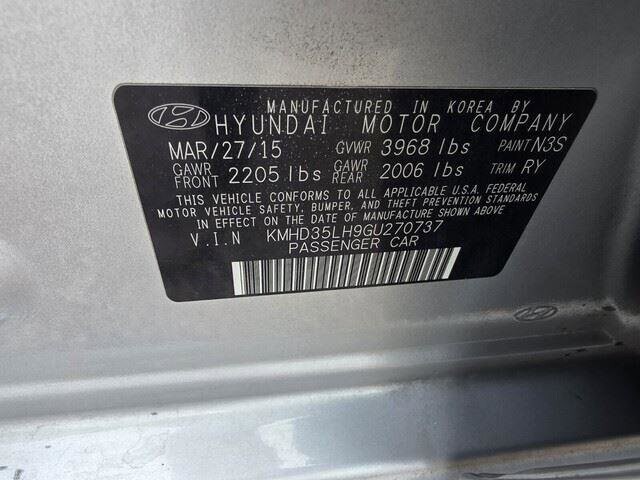 MANUFACTURED IN KOREA BY
HYUNDAI MOTOR COMPANY
MAR/27/15 GVWR 3968 lbs PAINT N3S
GAWR FRONT 2205 lbs GAWR REAR 2006 lbs TRIM RY
THIS VEHICLE CONFORMS TO ALL APPLICABLE U.S.A. FEDERAL
MOTOR VEHICLE SAFETY, BUMPER, AND THEFT PREVENTION STANDARDS
IN EFFECT ON THE DATE OF MANUFACTURE SHOWN ABOVE
V.I.N KMHD35LH9GU270737
PASSENGER CAR